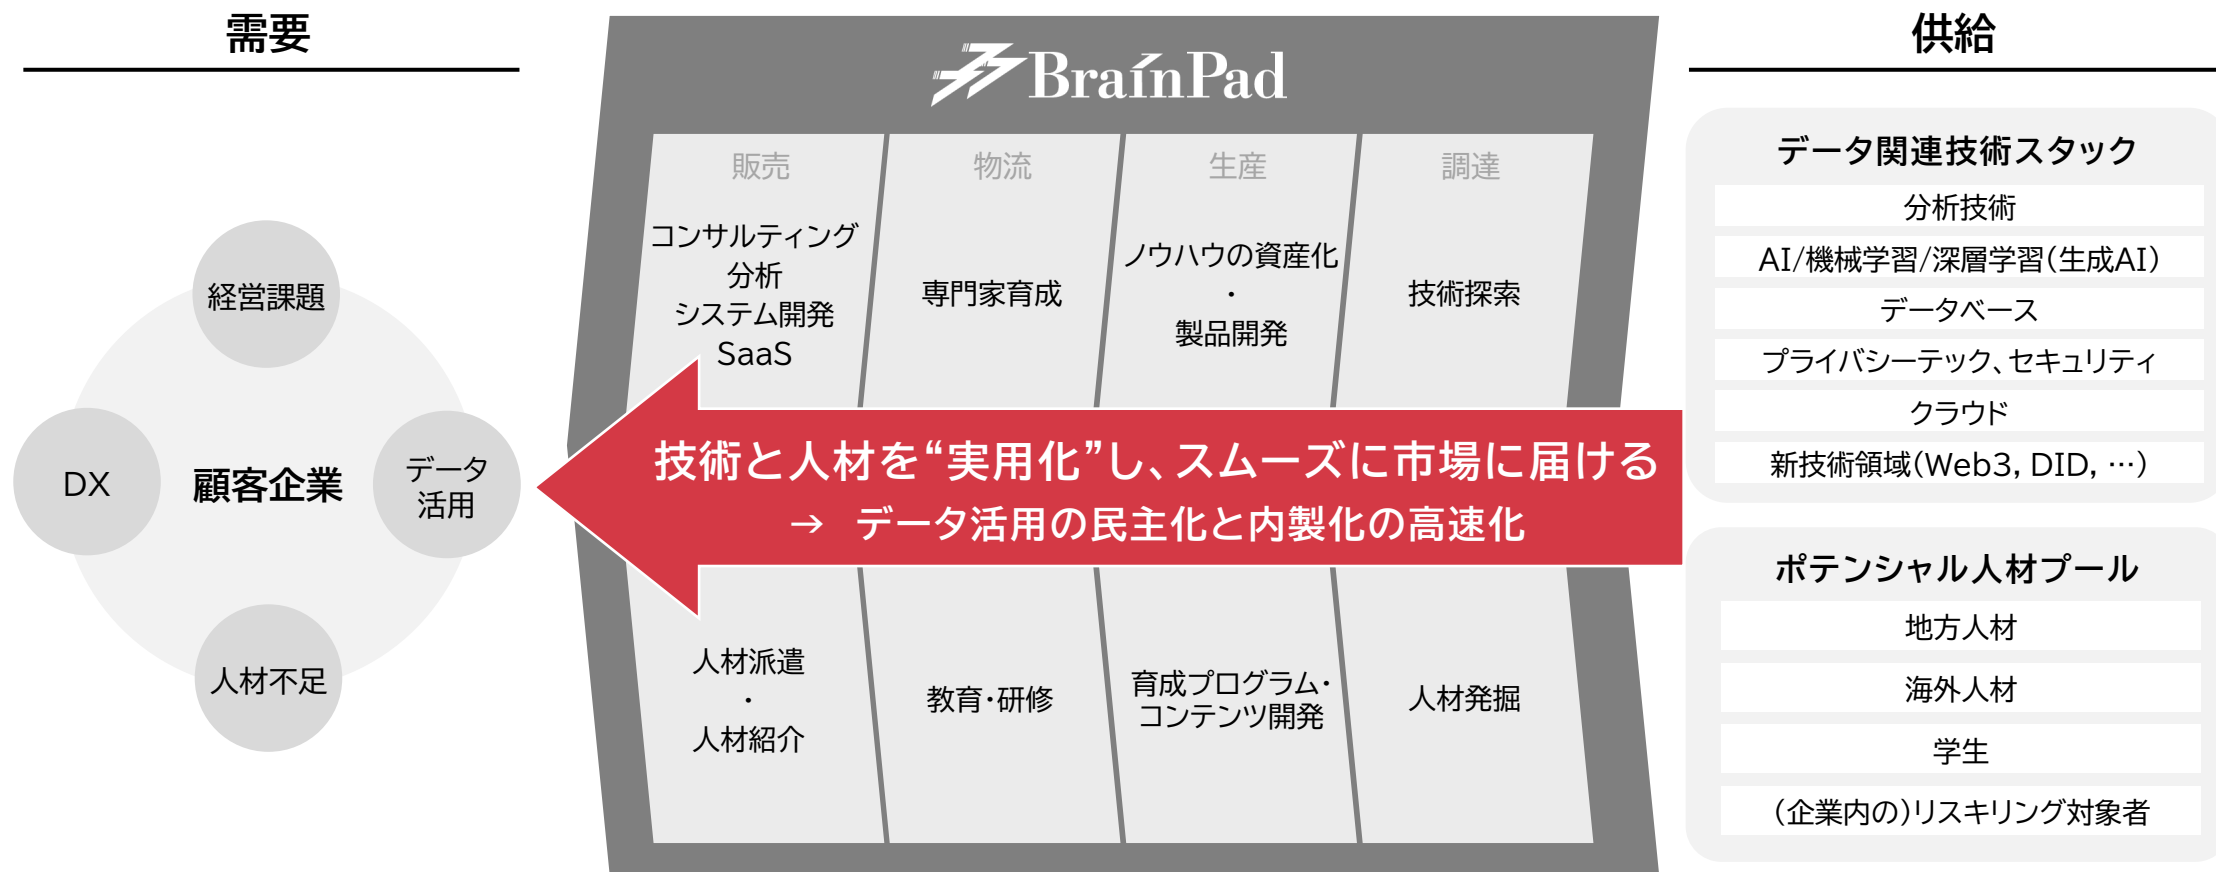 需要
経営課題
DX
顧客企業
データ
活用
人材不足
BrainPad
販売
コンサルティング
分析
システム開発
SaaS
物流
専門家育成
生産
ノウハウの資産化
・
製品開発
調達
技術探索
技術と人材を“実用化”し、スムーズに市場に届ける
→ データ活用の民主化と内製化の高速化
人材派遣
・
人材紹介
教育・研修
育成プログラム・
コンテンツ開発
人材発掘
供給
データ関連技術スタック
分析技術
AI/機械学習/深層学習(生成AI)
データベース
プライバシーテック、セキュリティ
クラウド
新技術領域(Web3, DID, …)
ポテンシャル人材プール
地方人材
海外人材
学生
(企業内の)リスキリング対象者